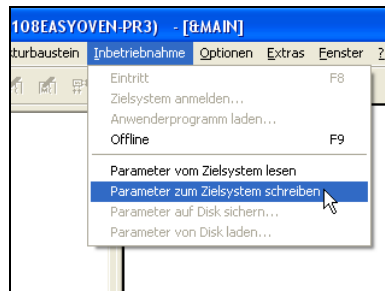 108EASYOVEN-PR3) - [&MAIN]
kturbaustein Inbetriebnahme Optionen Extras Fenster ?
Eintritt F8
Zielsystem anmelden...
Anwenderprogramm laden...
Offline F9
Parameter vom Zielsystem lesen
Parameter zum Zielsystem schreiben
Parameter auf Disk sichern...
Parameter von Disk laden...